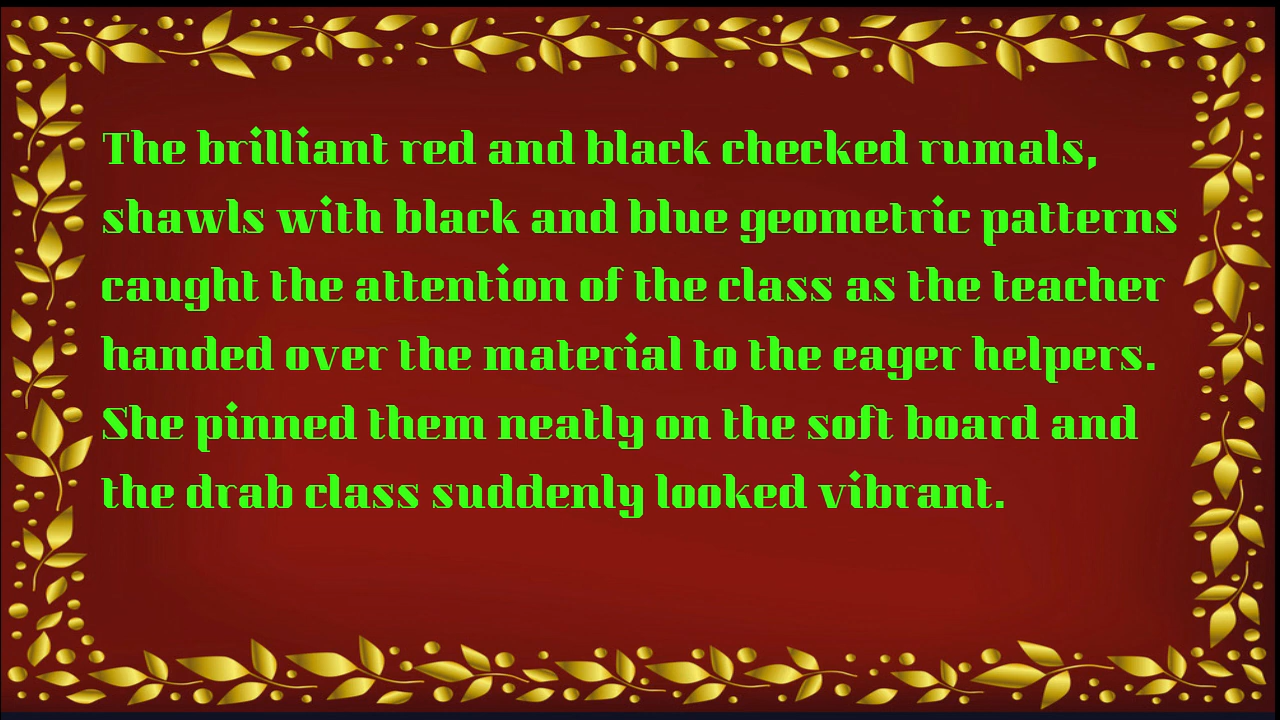 The brilliant red and black checked rumals,
shawls with black and blue geometric patterns
caught the attention of the class as the teacher
handed over the material to the eager helpers.
She pinned them neatly on the soft board and
the drab class suddenly looked vibrant.